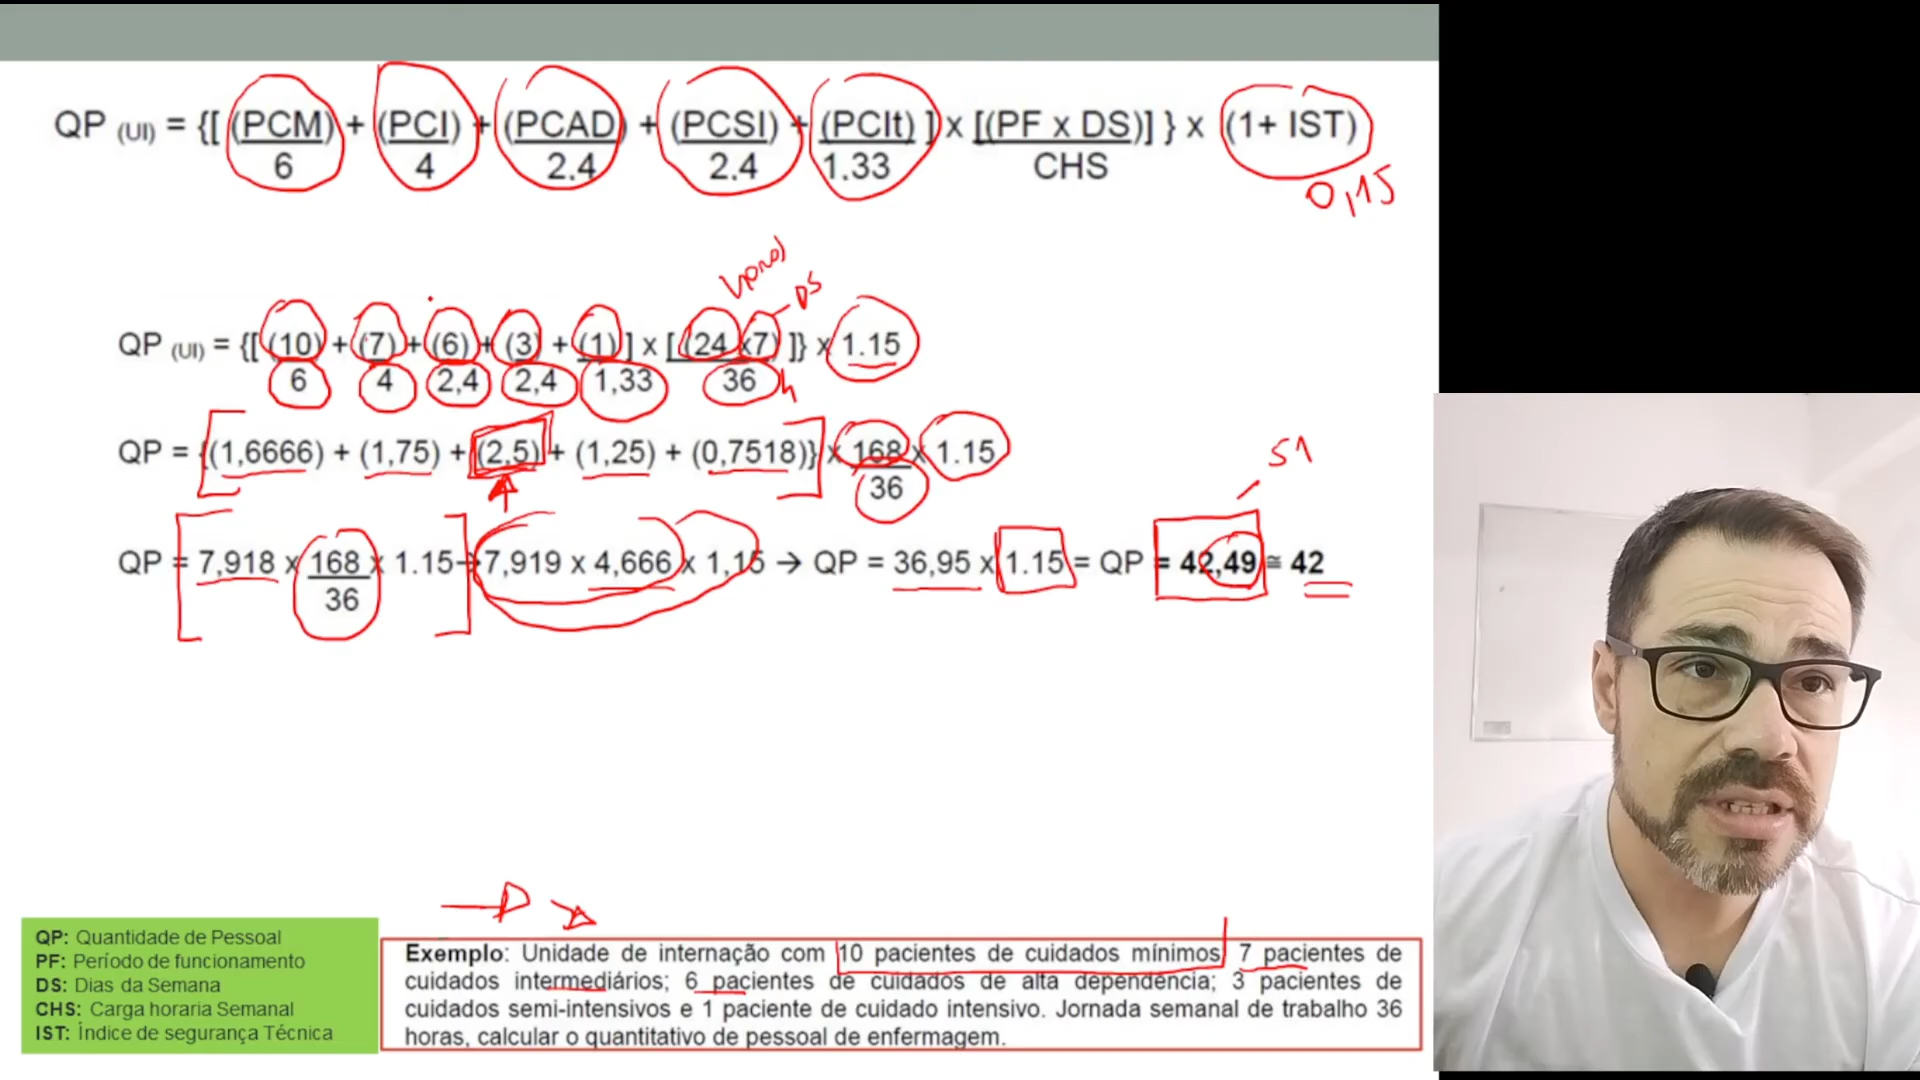 QP (UI) = {[ (PCM) + (PCI) + (PCAD) + (PCSI) + (PCIt) ] x [(PF x DS)] } x (1+ IST)
6 4 2.4 2.4 1.33 CHS
0,15
horas
DS
QP (UI) = {[ (10) + (7) + (6) + (3) + (1) ] x [ (24 x7) ]} x 1.15
6 4 2,4 2,4 1,33 36 h
QP = {(1,6666) + (1,75) + (2,5) + (1,25) + (0,7518)} x 168 x 1.15
36
51
QP = 7,918 x 168 x 1.15→ 7,919 x 4,666 x 1,15 → QP = 36,95 x 1.15 = QP = 42,49 ≅ 42
36
QP: Quantidade de Pessoal
PF: Período de funcionamento
DS: Dias da Semana
CHS: Carga horaria Semanal
IST: Índice de segurança Técnica
Exemplo: Unidade de internação com 10 pacientes de cuidados mínimos; 7 pacientes de
cuidados intermediários; 6 pacientes de cuidados de alta dependência; 3 pacientes de
cuidados semi-intensivos e 1 paciente de cuidado intensivo. Jornada semanal de trabalho 36
horas, calcular o quantitativo de pessoal de enfermagem.